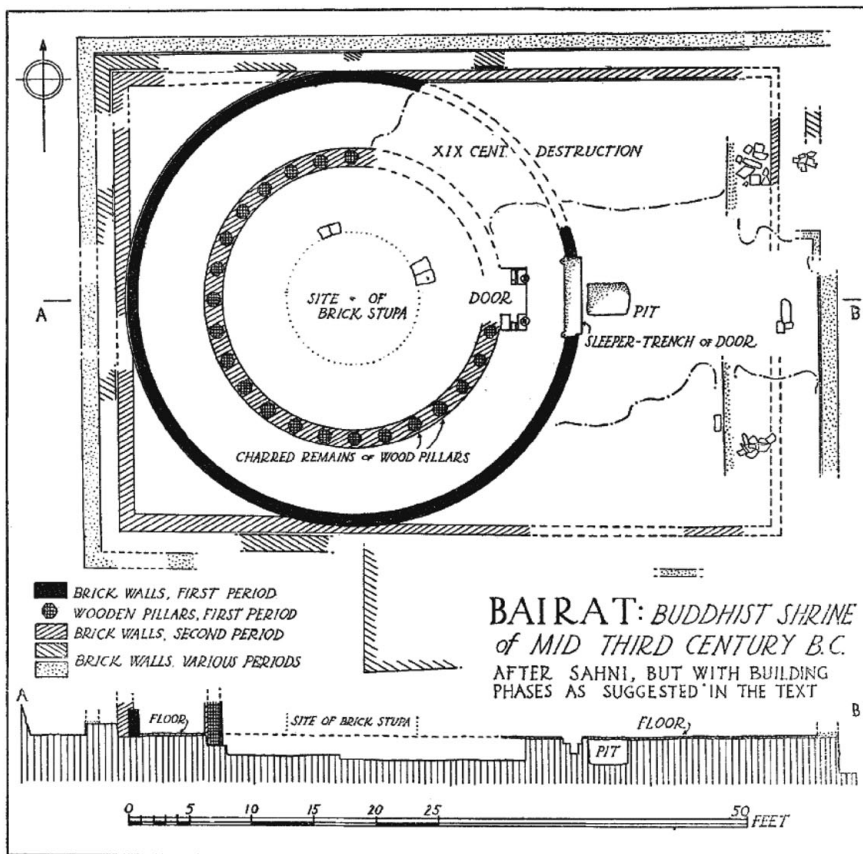 XIX CENT. DESTRUCTION
A
SITE OF
BRICK STUPA
DOOR
PIT
B
SLEEPER-TRENCH OF DOOR
CHARRED REMAINS OF WOOD PILLARS
BRICK WALLS, FIRST PERIOD
WOODEN PILLARS, FIRST PERIOD
BRICK WALLS, SECOND PERIOD
BRICK WALLS. VARIOUS PERIODS
BAIRAT: BUDDHIST SHRINE
of MID THIRD CENTURY B.C.
AFTER SAHNI, BUT WITH BUILDING
PHASES AS SUGGESTED IN THE TEXT
A
FLOOR
SITE OF BRICK STUPA
FLOOR
B
PIT
0 5 10 15 20 25 50 FEET